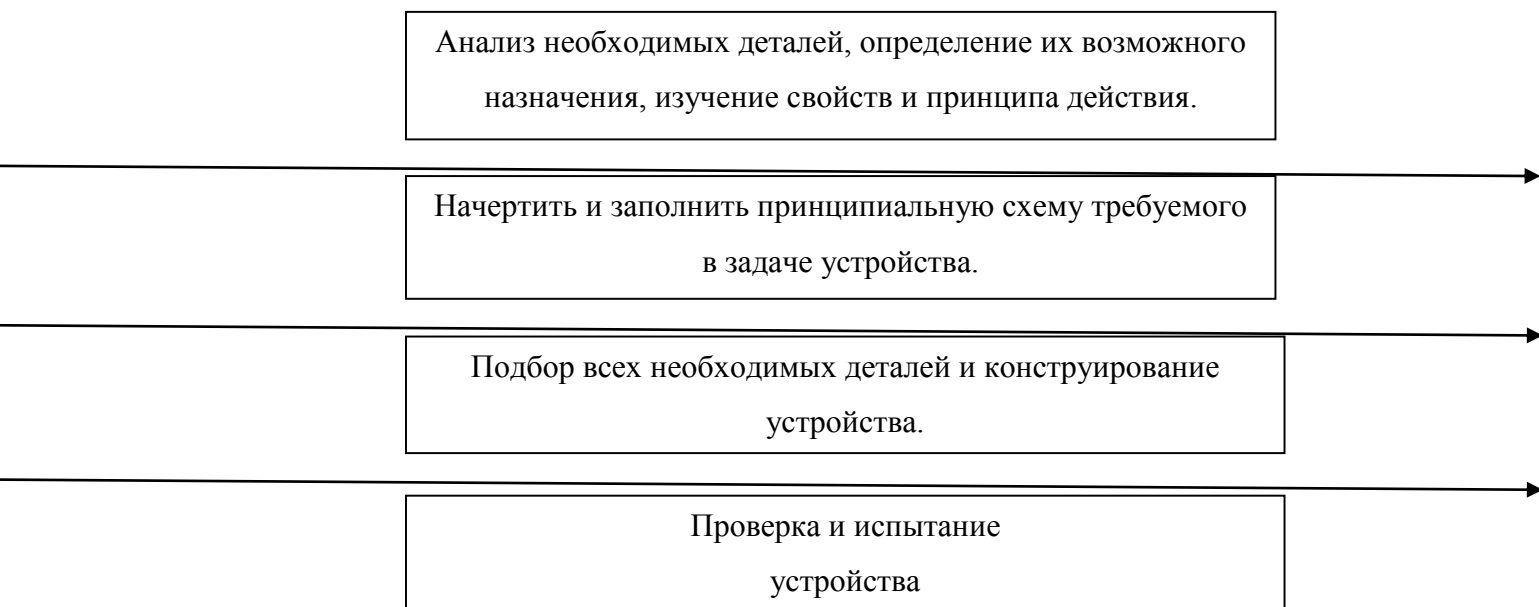 Анализ необходимых деталей, определение их возможного
назначения, изучение свойств и принципа действия.
Начертить и заполнить принципиальную схему требуемого
в задаче устройства.
Подбор всех необходимых деталей и конструирование
устройства.
Проверка и испытание
устройства